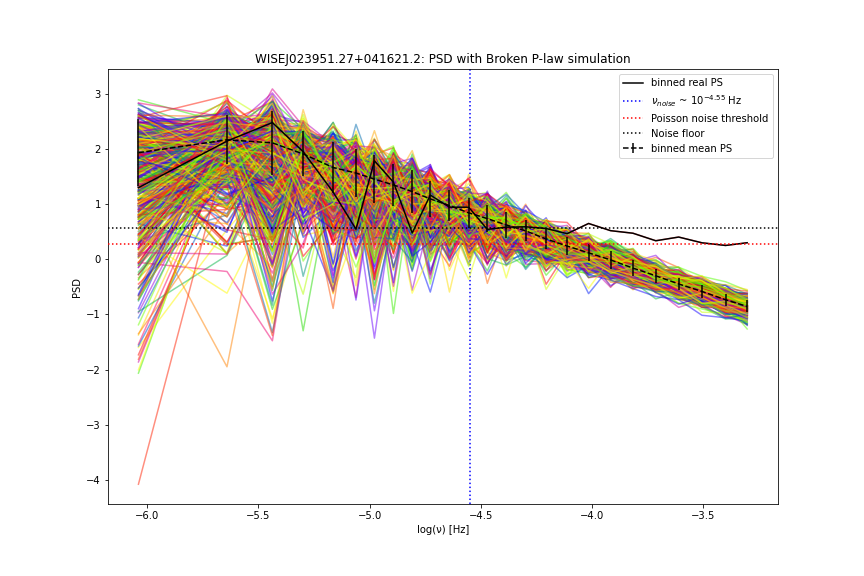 WISEJ023951.27+041621.2: PSD with Broken P-law simulation
binned real PS
ν_noise ~ 10^−4.55 Hz
Poisson noise threshold
Noise floor
binned mean PS
PSD
3
2
1
0
−1
−2
−3
−4
−6.0 −5.5 −5.0 −4.5 −4.0 −3.5
log(ν) [Hz]